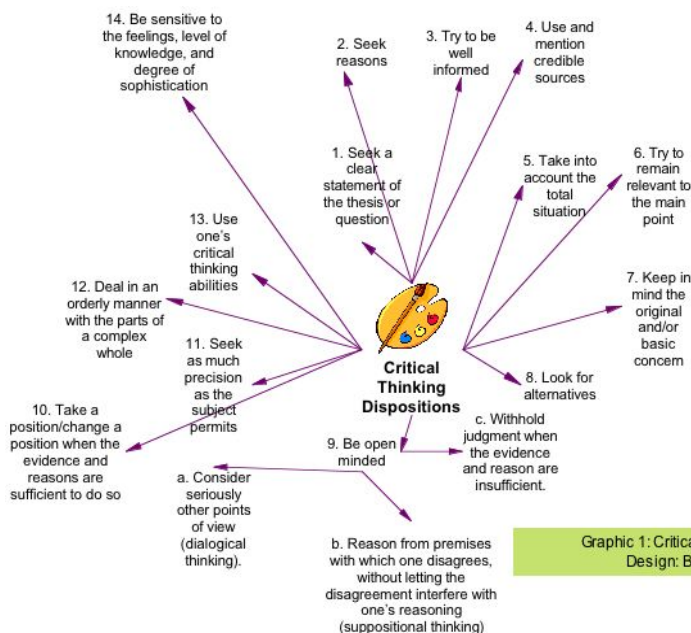 14. Be sensitive to
the feelings, level of
knowledge, and
degree of
sophistication
2. Seek
reasons
3. Try to be
well
informed
4. Use and
mention
credible
sources
1. Seek a
clear
statement of
the thesis or
question
5. Take into
account the
total
situation
6. Try to
remain
relevant to
the main
point
13. Use
one's
critical
thinking
abilities
12. Deal in an
orderly manner
with the parts of
a complex
whole
7. Keep in
mind the
original
and/or
basic
concern
11. Seek
as much
precision
as the
subject
permits
Critical
Thinking
Dispositions
8. Look for
alternatives
10. Take a
position/change a
position when the
evidence and
reasons are
sufficient to do so
9. Be open
minded
c. Withhold
judgment when
the evidence
and reason are
insufficient.
a. Consider
seriously
other points
of view
(dialogical
thinking).
b. Reason from premises
with which one disagrees,
without letting the
disagreement interfere with
one's reasoning
(suppositional thinking)
Graphic 1:
Design: